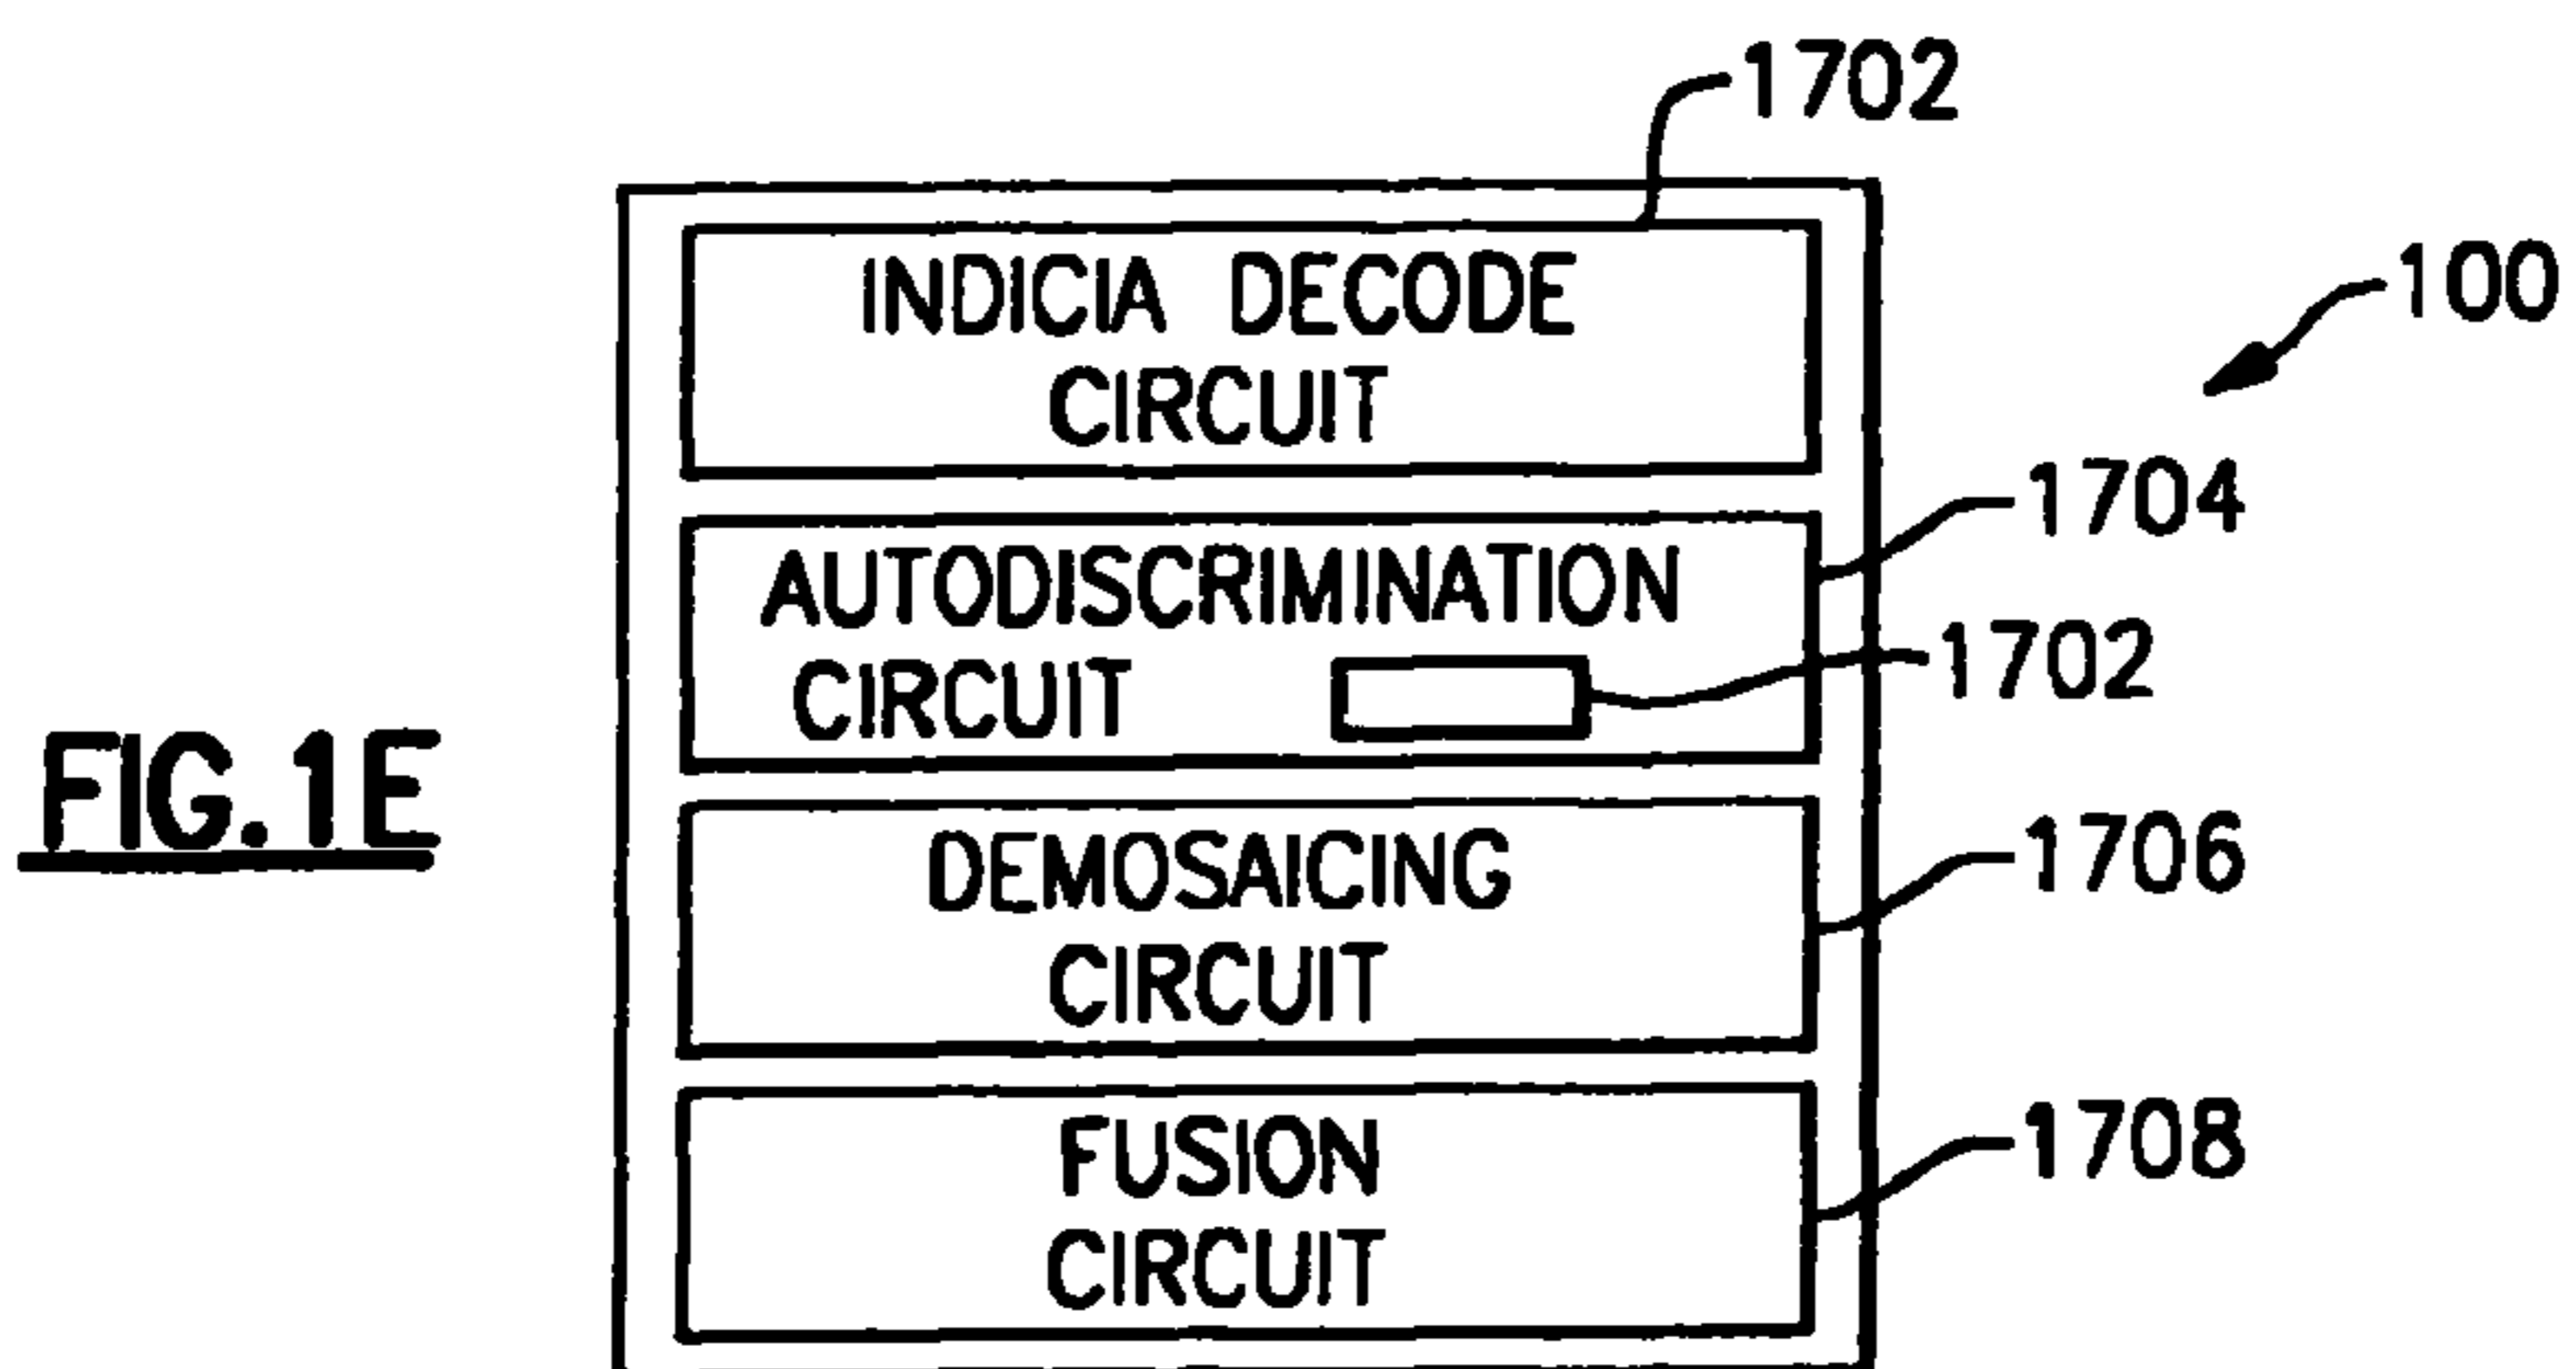 1702
INDICIA DECODE
CIRCUIT
100
1704
AUTODISCRIMINATION
CIRCUIT
1702
FIG.1E
DEMOSAICING
CIRCUIT
1706
FUSION
CIRCUIT
1708